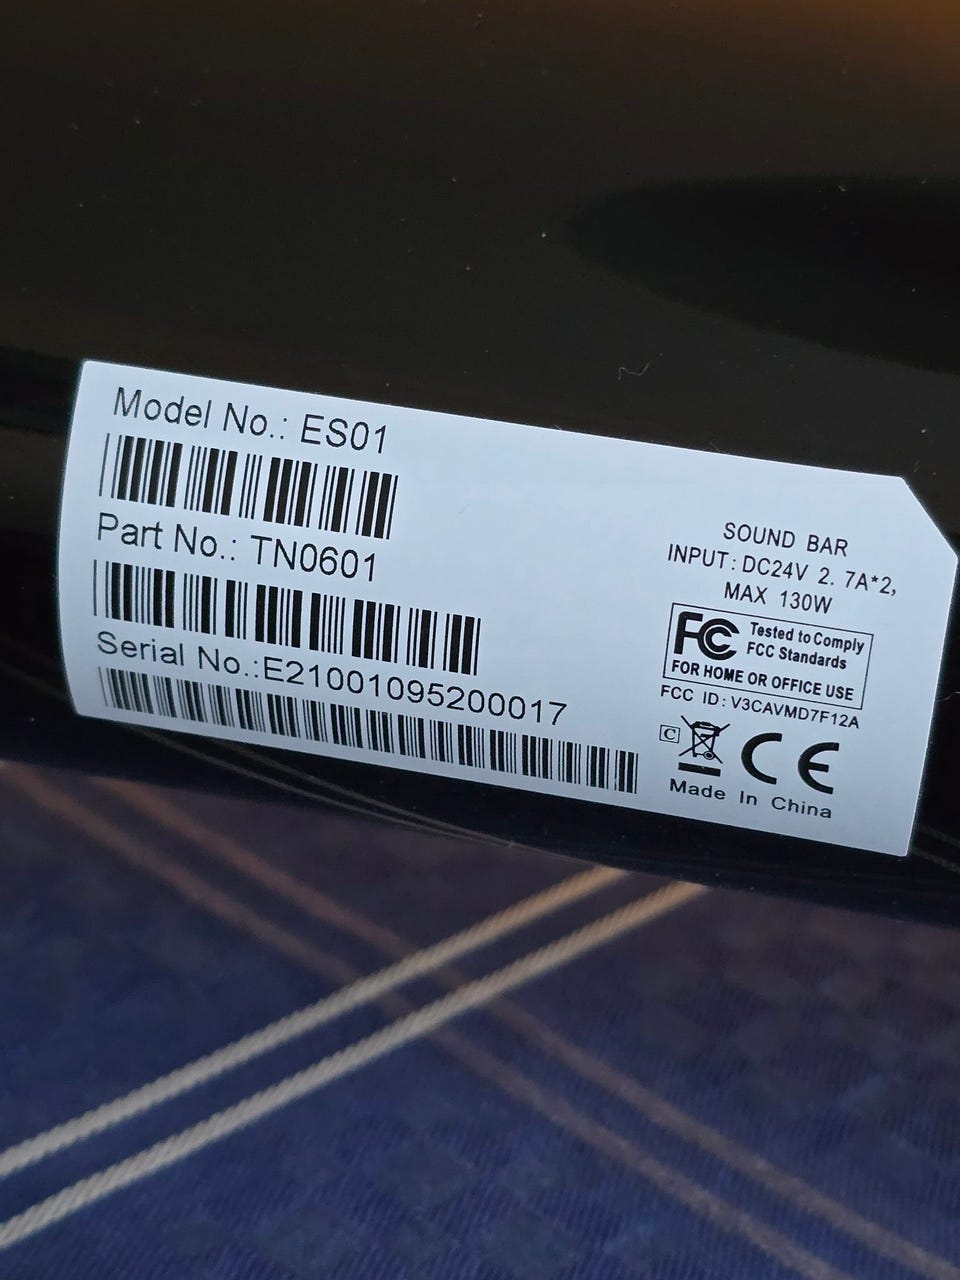 Model No.: ES01
Part No.: TN0601
Serial No.:E21001095200017
SOUND BAR
INPUT: DC24V 2. 7A*2,
MAX 130W
FC Tested to Comply
FCC Standards
FOR HOME OR OFFICE USE
FCC ID: V3CAVMD7F12A
C CE
Made In China